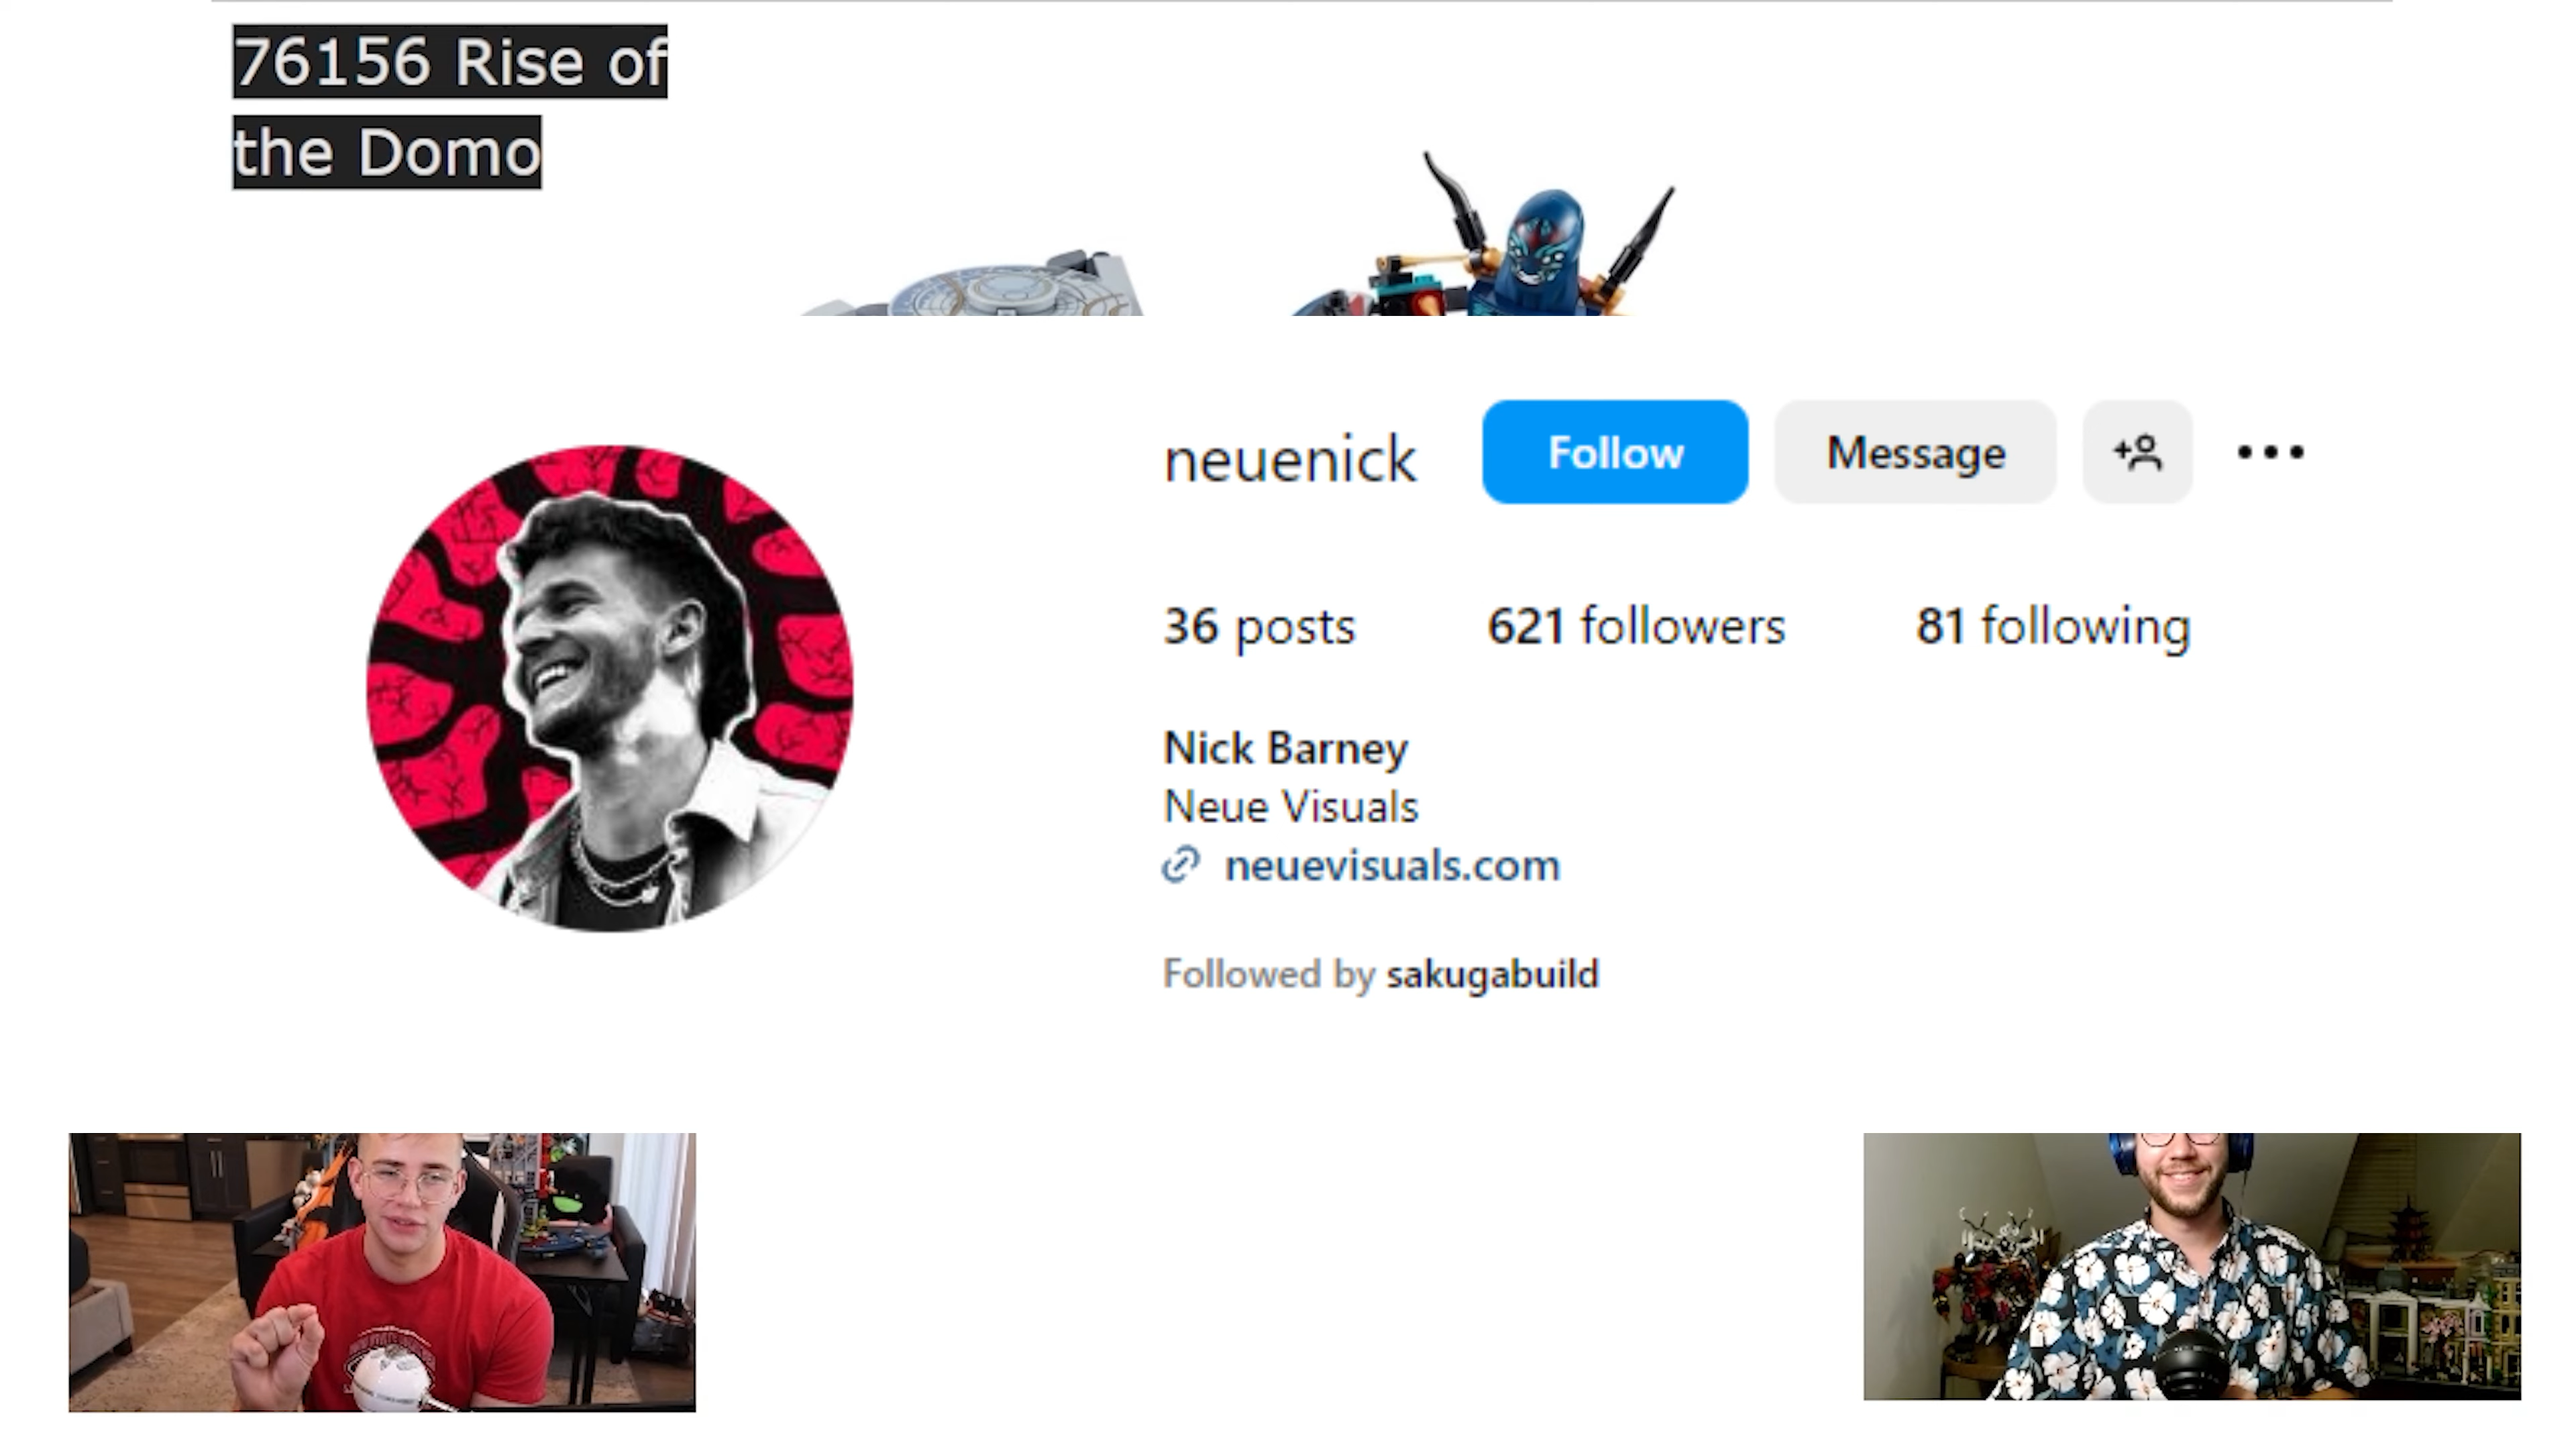 76156 Rise of
the Domo
neuenick
Follow
Message
36 posts
621 followers
81 following
Nick Barney
Neue Visuals
neuevisuals.com
Followed by sakugabuild